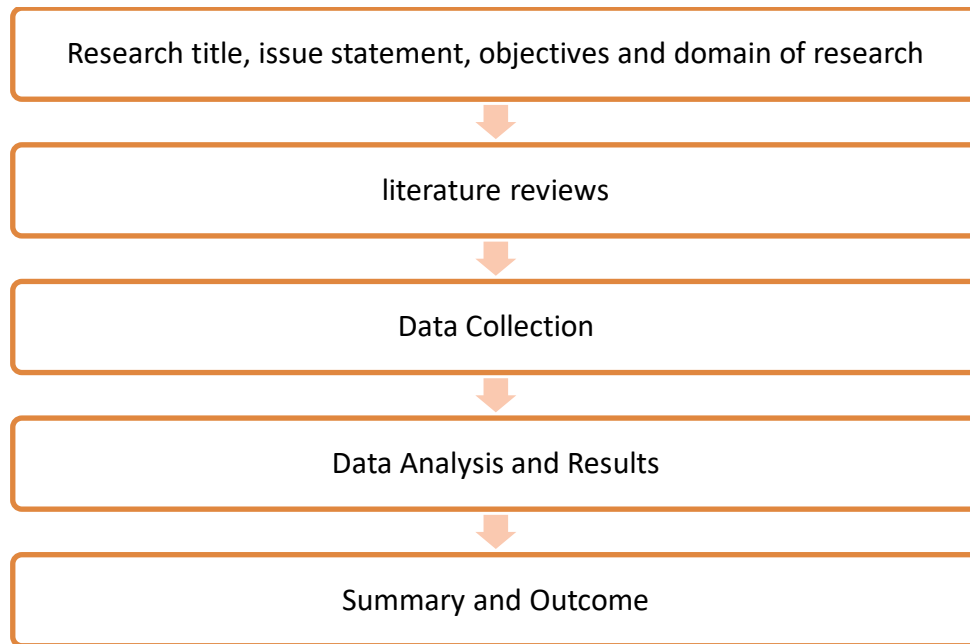 Research title, issue statement, objectives and domain of research
literature reviews
Data Collection
Data Analysis and Results
Summary and Outcome